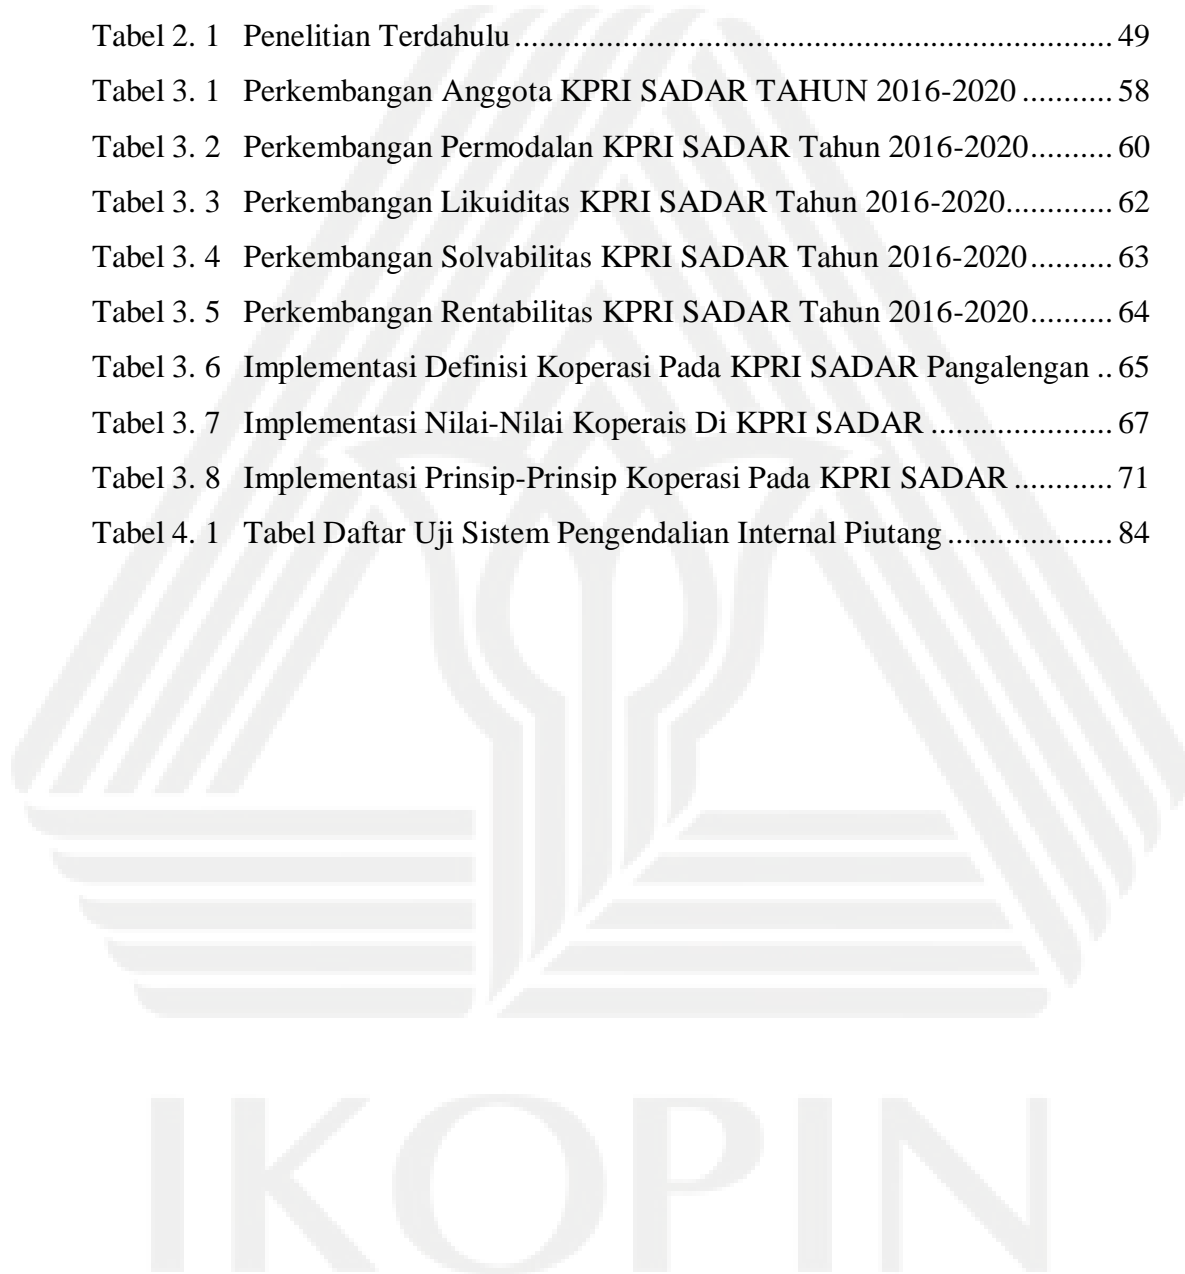 Tabel 2. 1 Penelitian Terdahulu ........................................................................ 49
Tabel 3. 1 Perkembangan Anggota KPRI SADAR TAHUN 2016-2020 ........... 58
Tabel 3. 2 Perkembangan Permodalan KPRI SADAR Tahun 2016-2020.......... 60
Tabel 3. 3 Perkembangan Likuiditas KPRI SADAR Tahun 2016-2020............. 62
Tabel 3. 4 Perkembangan Solvabilitas KPRI SADAR Tahun 2016-2020.......... 63
Tabel 3. 5 Perkembangan Rentabilitas KPRI SADAR Tahun 2016-2020.......... 64
Tabel 3. 6 Implementasi Definisi Koperasi Pada KPRI SADAR Pangalengan .. 65
Tabel 3. 7 Implementasi Nilai-Nilai Koperais Di KPRI SADAR ...................... 67
Tabel 3. 8 Implementasi Prinsip-Prinsip Koperasi Pada KPRI SADAR ............ 71
Tabel 4. 1 Tabel Daftar Uji Sistem Pengendalian Internal Piutang .................... 84
IKOPIN